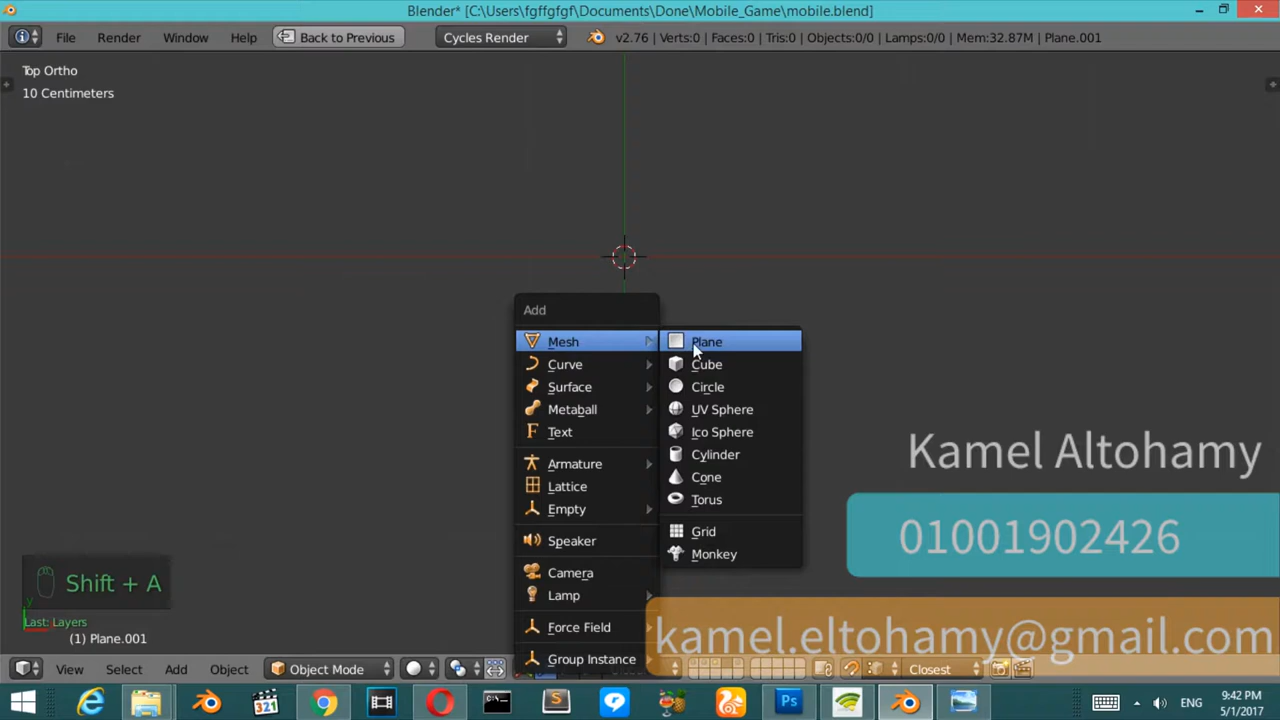 Blender* [C:\Users\fgffgfgf\Documents\Done\Mobile_Game\mobile.blend]
File Render Window Help Back to Previous Cycles Render v2.76 | Verts:0 | Faces:0 | Tris:0 | Objects:0/0 | Lamps:0/0 | Mem:32.87M | Plane.001
Top Ortho
10 Centimeters
Add
Mesh
Curve
Surface
Metaball
Text
Armature
Lattice
Empty
Speaker
Camera
Lamp
Force Field
Group Instance
Plane
Cube
Circle
UV Sphere
Ico Sphere
Cylinder
Cone
Torus
Grid
Monkey
Kamel Altohamy
01001902426
kamel.eltohamy@gmail.com
Shift + A
y
Last: Layers
(1) Plane.001
View Select Add Object Object Mode Closest
321
Ps
ENG
9:42 PM
5/1/2017